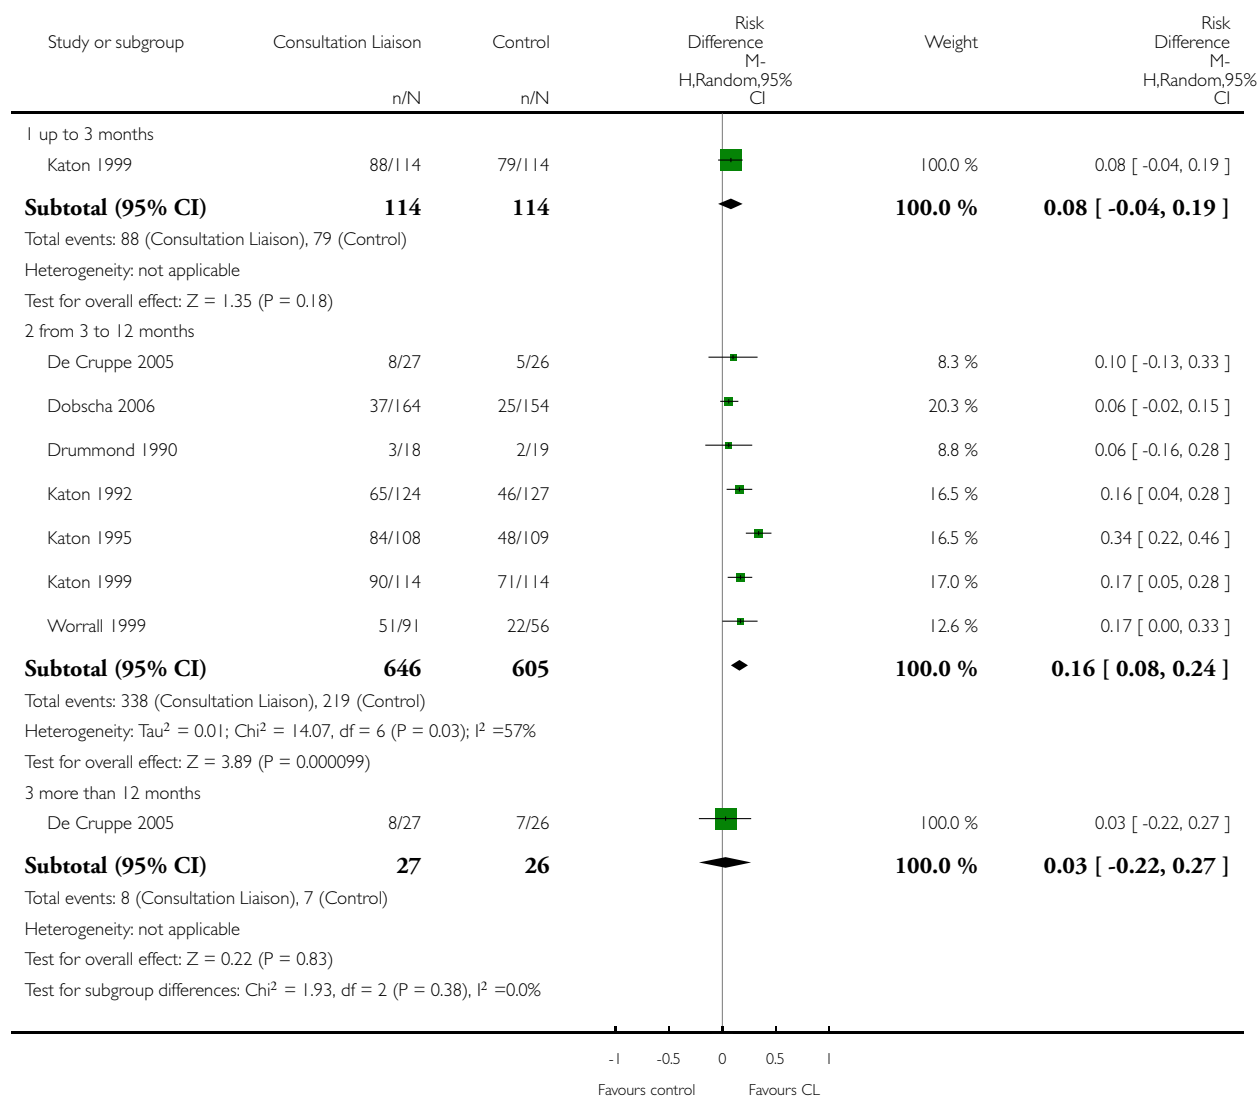 Study or subgroup Consultation Liaison Control Risk Difference M-H,Random,95% CI Weight Risk Difference M-H,Random,95% CI
n/N n/N
1 up to 3 months
Katon 1999 88/114 79/114 100.0 % 0.08 [ -0.04, 0.19 ]
Subtotal (95% CI) 114 114 100.0 % 0.08 [ -0.04, 0.19 ]
Total events: 88 (Consultation Liaison), 79 (Control)
Heterogeneity: not applicable
Test for overall effect: Z = 1.35 (P = 0.18)
2 from 3 to 12 months
De Cruppe 2005 8/27 5/26 8.3 % 0.10 [ -0.13, 0.33 ]
Dobscha 2006 37/164 25/154 20.3 % 0.06 [ -0.02, 0.15 ]
Drummond 1990 3/18 2/19 8.8 % 0.06 [ -0.16, 0.28 ]
Katon 1992 65/124 46/127 16.5 % 0.16 [ 0.04, 0.28 ]
Katon 1995 84/108 48/109 16.5 % 0.34 [ 0.22, 0.46 ]
Katon 1999 90/114 71/114 17.0 % 0.17 [ 0.05, 0.28 ]
Worrall 1999 51/91 22/56 12.6 % 0.17 [ 0.00, 0.33 ]
Subtotal (95% CI) 646 605 100.0 % 0.16 [ 0.08, 0.24 ]
Total events: 338 (Consultation Liaison), 219 (Control)
Heterogeneity: Tau² = 0.01; Chi² = 14.07, df = 6 (P = 0.03); I² =57%
Test for overall effect: Z = 3.89 (P = 0.000099)
3 more than 12 months
De Cruppe 2005 8/27 7/26 100.0 % 0.03 [ -0.22, 0.27 ]
Subtotal (95% CI) 27 26 100.0 % 0.03 [ -0.22, 0.27 ]
Total events: 8 (Consultation Liaison), 7 (Control)
Heterogeneity: not applicable
Test for overall effect: Z = 0.22 (P = 0.83)
Test for subgroup differences: Chi² = 1.93, df = 2 (P = 0.38), I² =0.0%
-1 -0.5 0 0.5 1
Favours control Favours CL